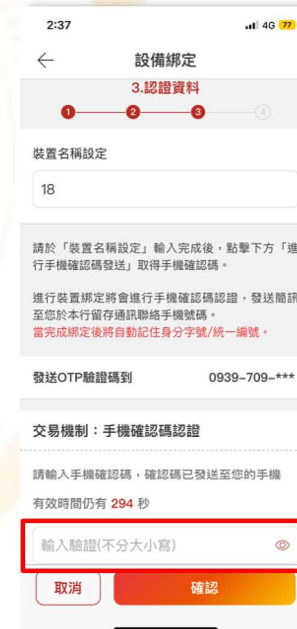 2:37
4G 77
設備綁定
3.認證資料
1 2 3 4
裝置名稱設定
18
請於「裝置名稱設定」輸入完成後，點擊下方「進
行手機確認碼發送」取得手機確認碼。
進行裝置綁定將會進行手機確認碼認證，發送簡訊
至您於本行留存通訊聯絡手機號碼。
當完成綁定後將自動記住身分字號/統一編號。
發送OTP驗證碼到 0939-709-***
交易機制：手機確認碼認證
請輸入手機確認碼，確認碼已發送至您的手機
有效時間仍有 294 秒
輸入驗證(不分大小寫)
取消 確認